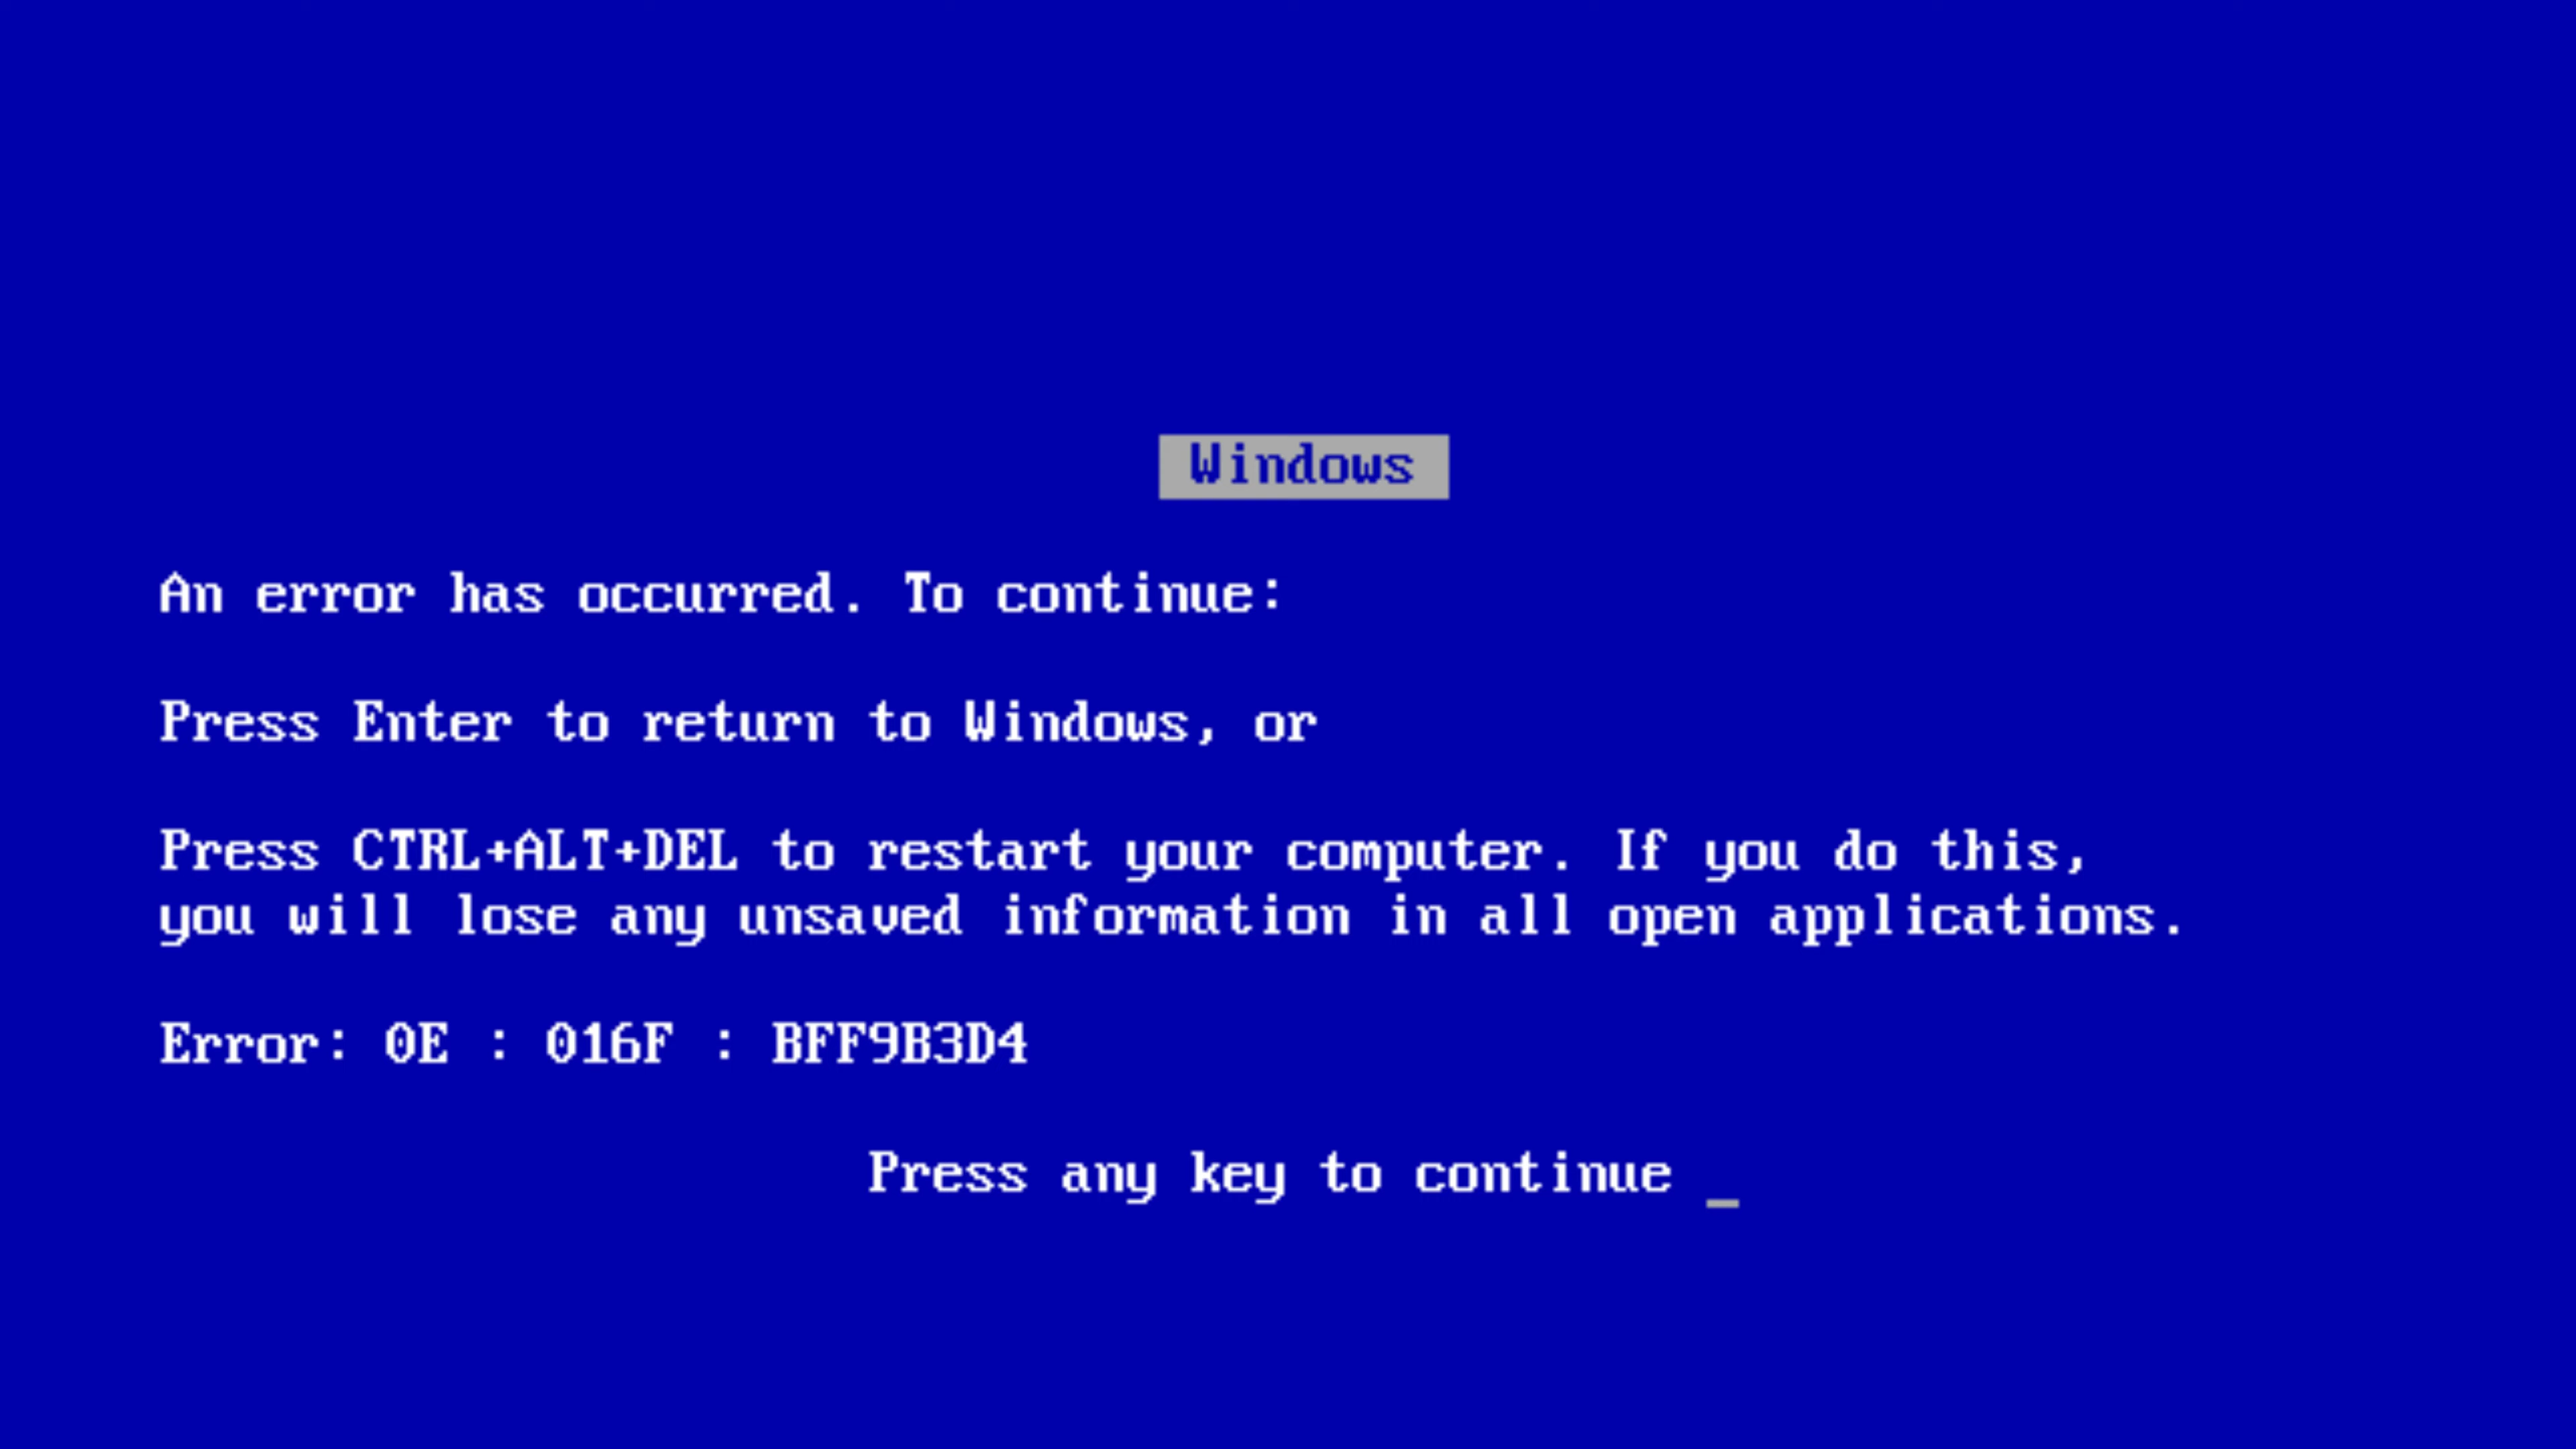 Windows
An error has occurred. To continue:
Press Enter to return to Windows, or
Press CTRL+ALT+DEL to restart your computer. If you do this,
you will lose any unsaved information in all open applications.
Error: 0E : 016F : BFF9B3D4
Press any key to continue _